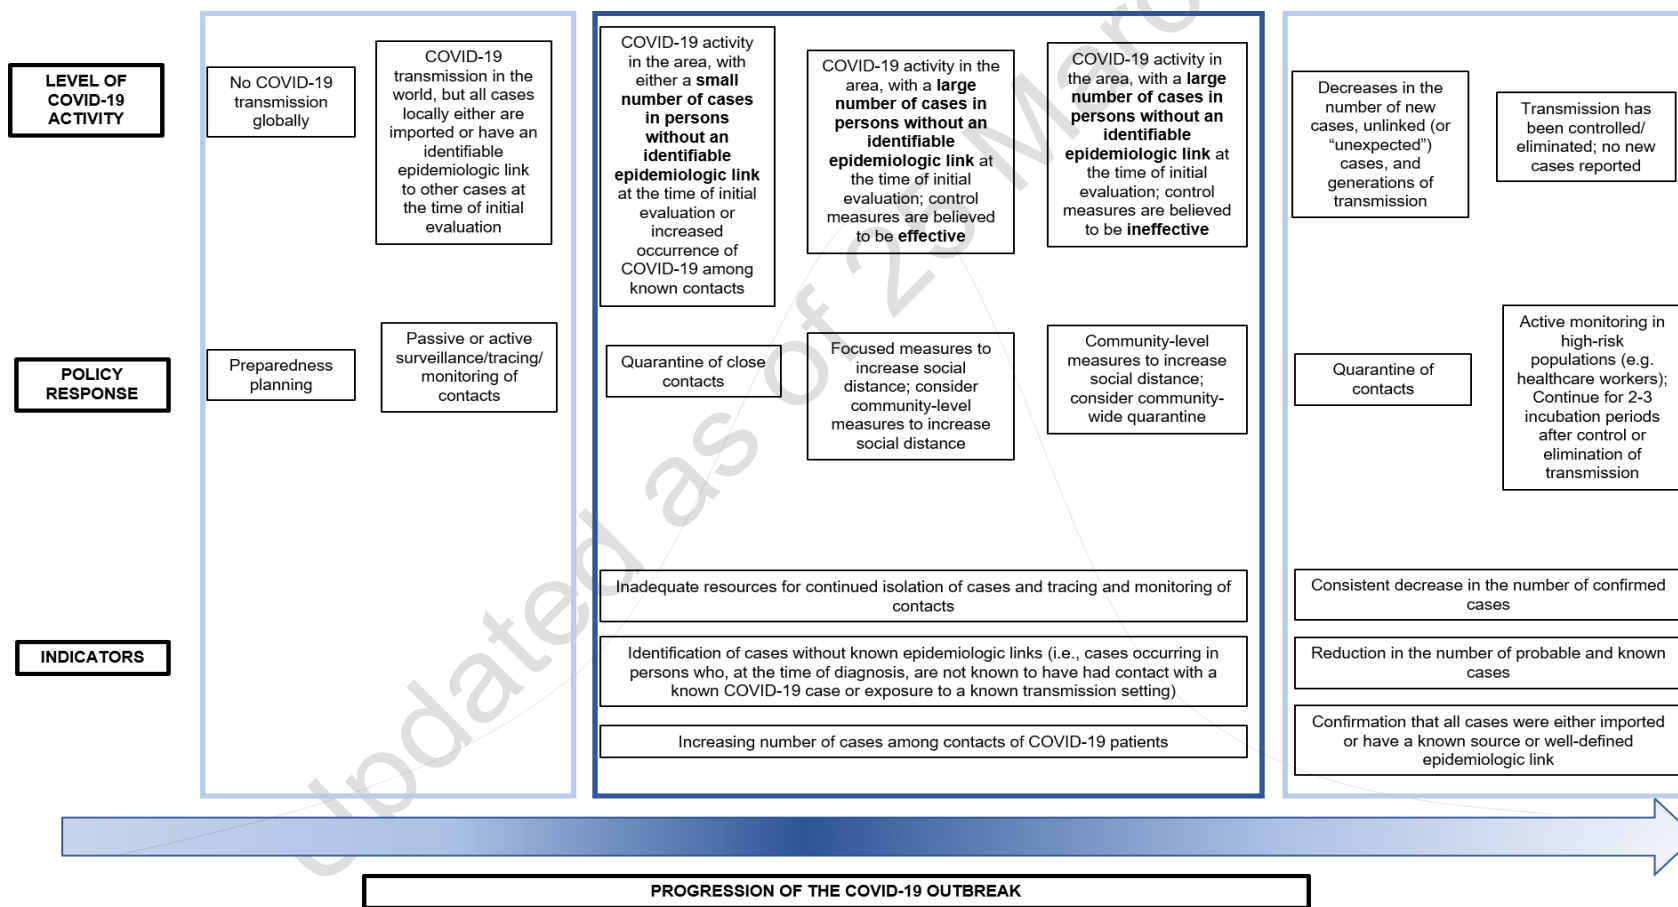 LEVEL OF
COVID-19
ACTIVITY
No COVID-19
transmission
globally
COVID-19
transmission in the
world, but all cases
locally either are
imported or have an
identifiable
epidemiologic link
to other cases at
the time of initial
evaluation
COVID-19 activity
in the area, with
either a small
number of cases
in persons
without an
identifiable
epidemiologic link
at the time of initial
evaluation or
increased
occurrence of
COVID-19 among
known contacts
COVID-19 activity in the
area, with a large
number of cases in
persons without an
identifiable
epidemiologic link at
the time of initial
evaluation; control
measures are believed
to be effective
COVID-19 activity in
the area, with a large
number of cases in
persons without an
identifiable
epidemiologic link at
the time of initial
evaluation; control
measures are believed
to be ineffective
Decreases in the
number of new
cases, unlinked (or
“unexpected”)
cases, and
generations of
transmission
Transmission has
been controlled/
eliminated; no new
cases reported
POLICY
RESPONSE
Preparedness
planning
Passive or active
surveillance/tracing/
monitoring of
contacts
Quarantine of close
contacts
Focused measures to
increase social
distance; consider
community-level
measures to increase
social distance
Community-level
measures to increase
social distance;
consider community-
wide quarantine
Quarantine of
contacts
Active monitoring in
high-risk
populations (e.g.
healthcare workers);
Continue for 2-3
incubation periods
after control or
elimination of
transmission
INDICATORS
Inadequate resources for continued isolation of cases and tracing and monitoring of
contacts
Identification of cases without known epidemiologic links (i.e., cases occurring in
persons who, at the time of diagnosis, are not known to have had contact with a
known COVID-19 case or exposure to a known transmission setting)
Increasing number of cases among contacts of COVID-19 patients
Consistent decrease in the number of confirmed
cases
Reduction in the number of probable and known
cases
Confirmation that all cases were either imported
or have a known source or well-defined
epidemiologic link
PROGRESSION OF THE COVID-19 OUTBREAK
Updated as of 25 Marc